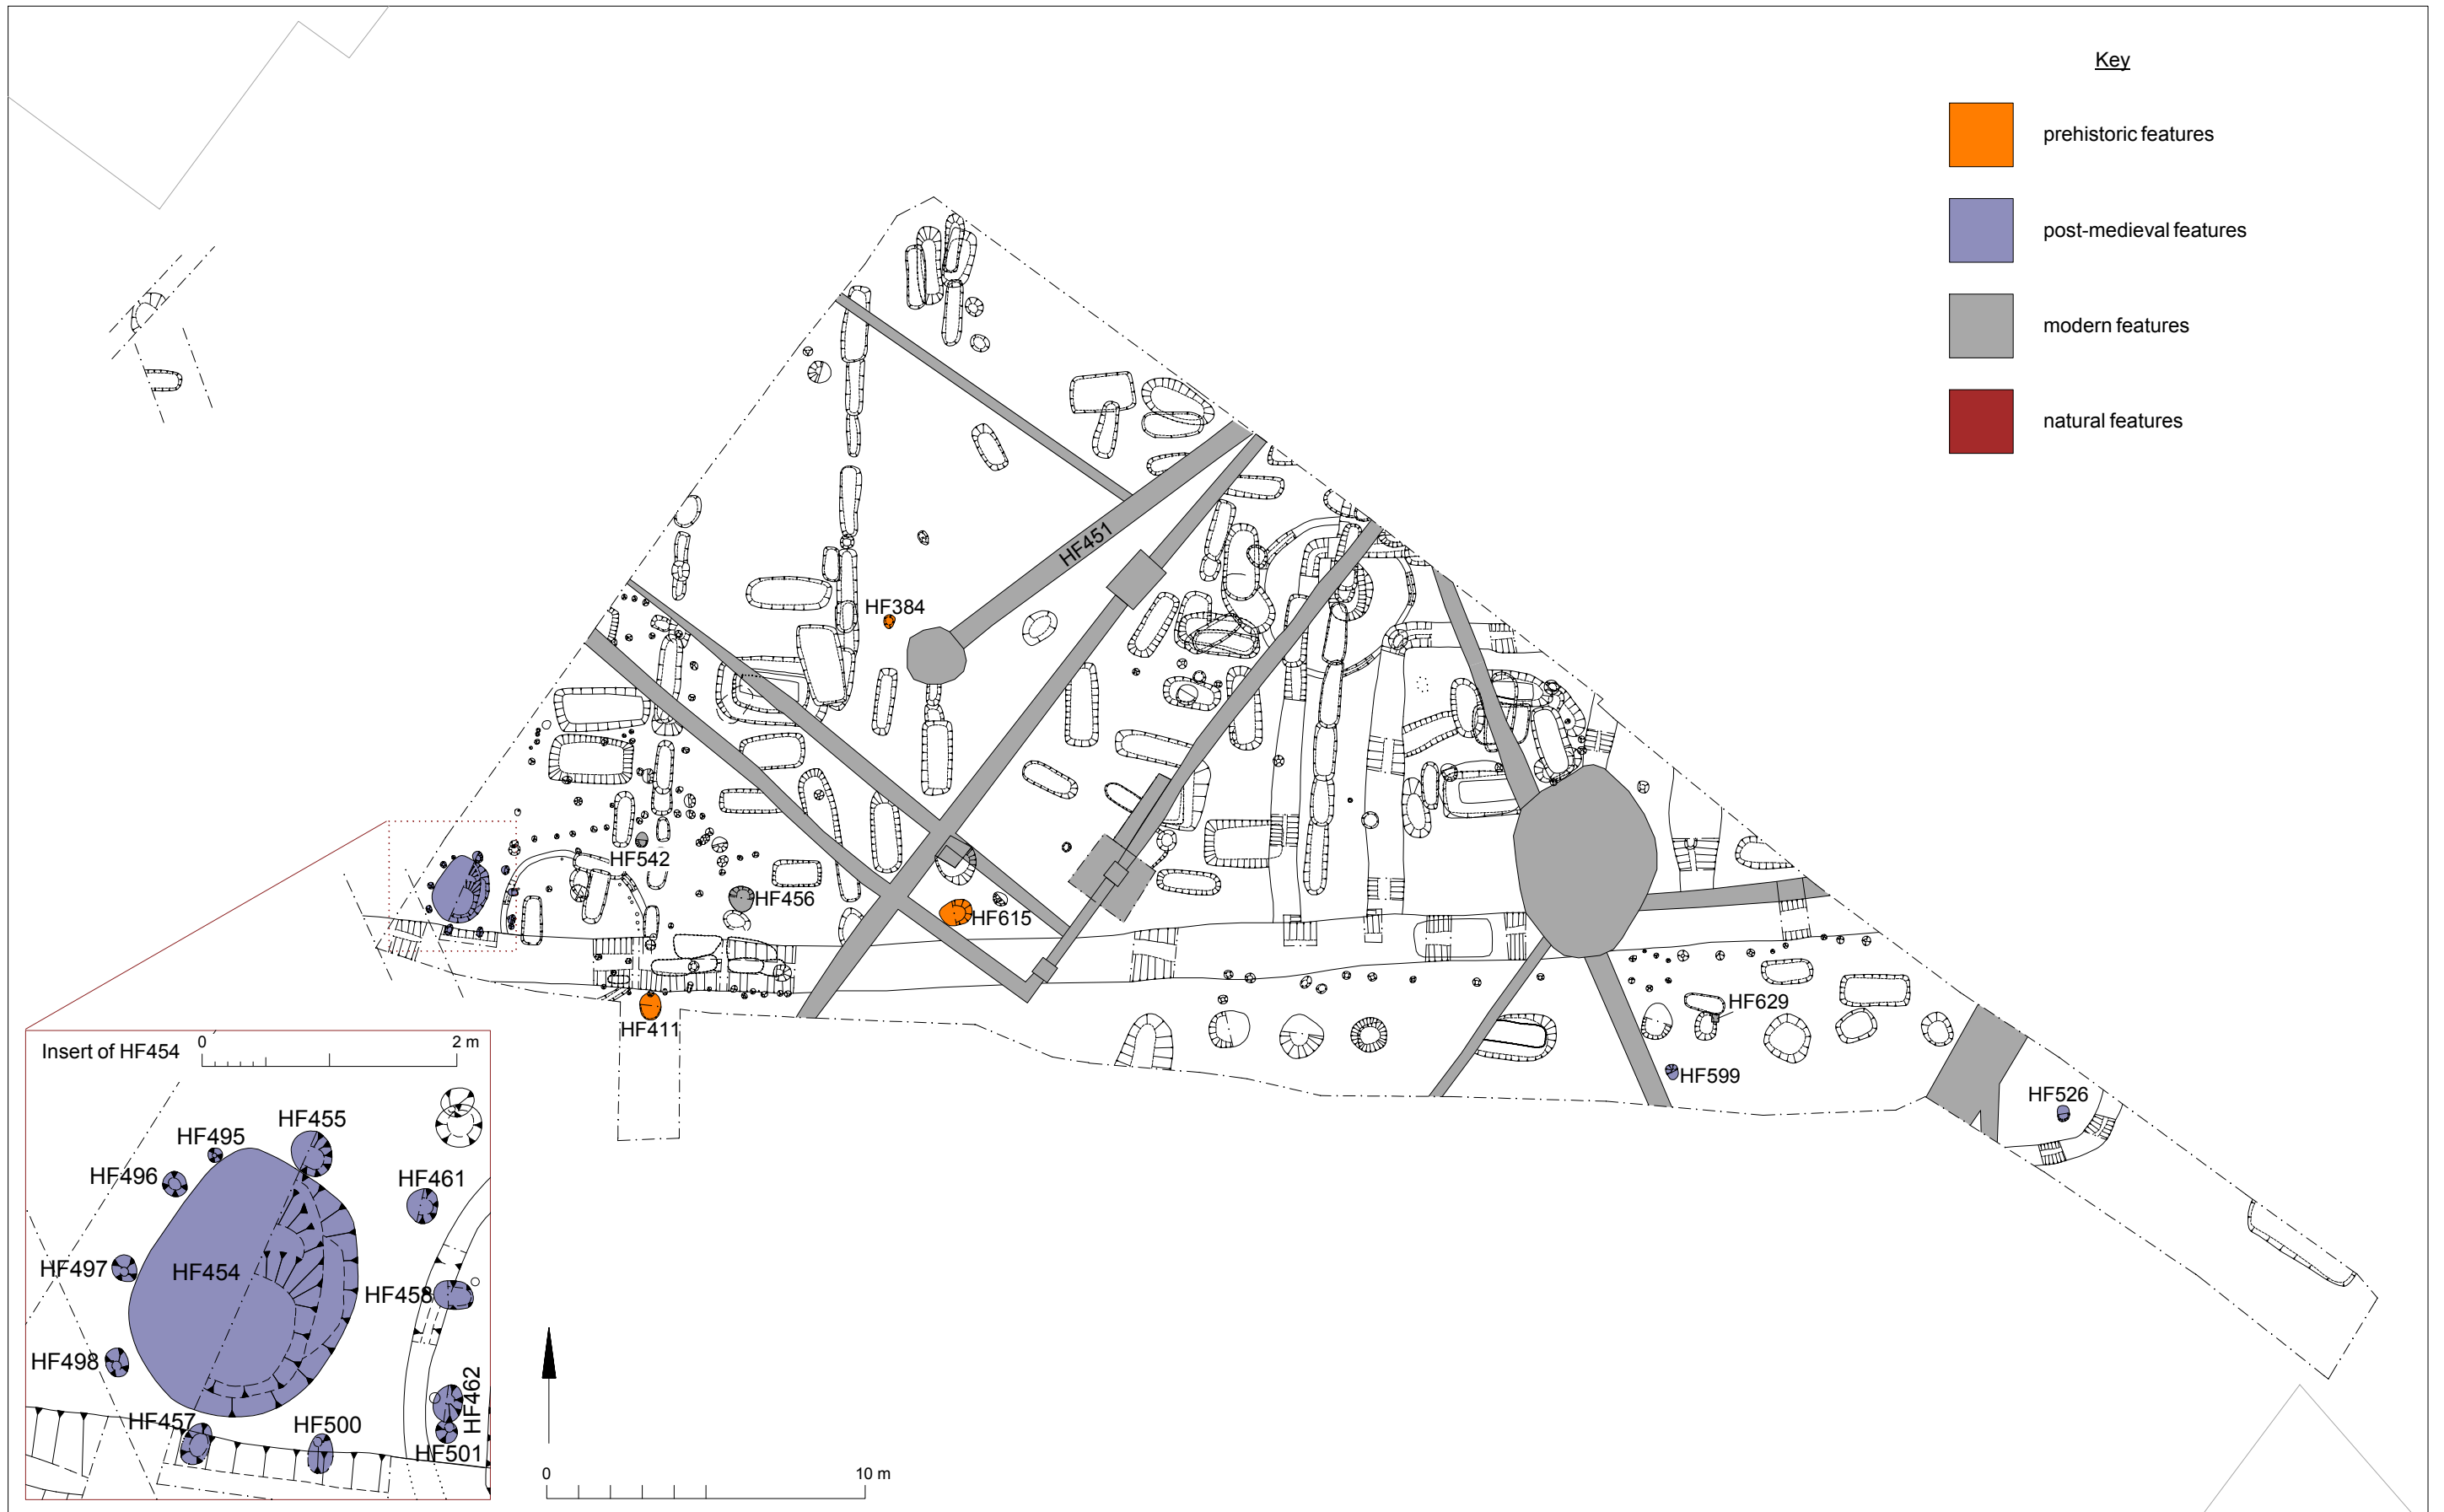 Key
prehistoric features
post-medieval features
modern features
natural features
HF451
HF384
HF542
HF456
HF615
HF411
HF629
HF599
HF526
Insert of HF454
0
2 m
HF455
HF495
HF496
HF461
HF497
HF454
HF458
HF498
HF462
HF457
HF500
HF501
0
10 m